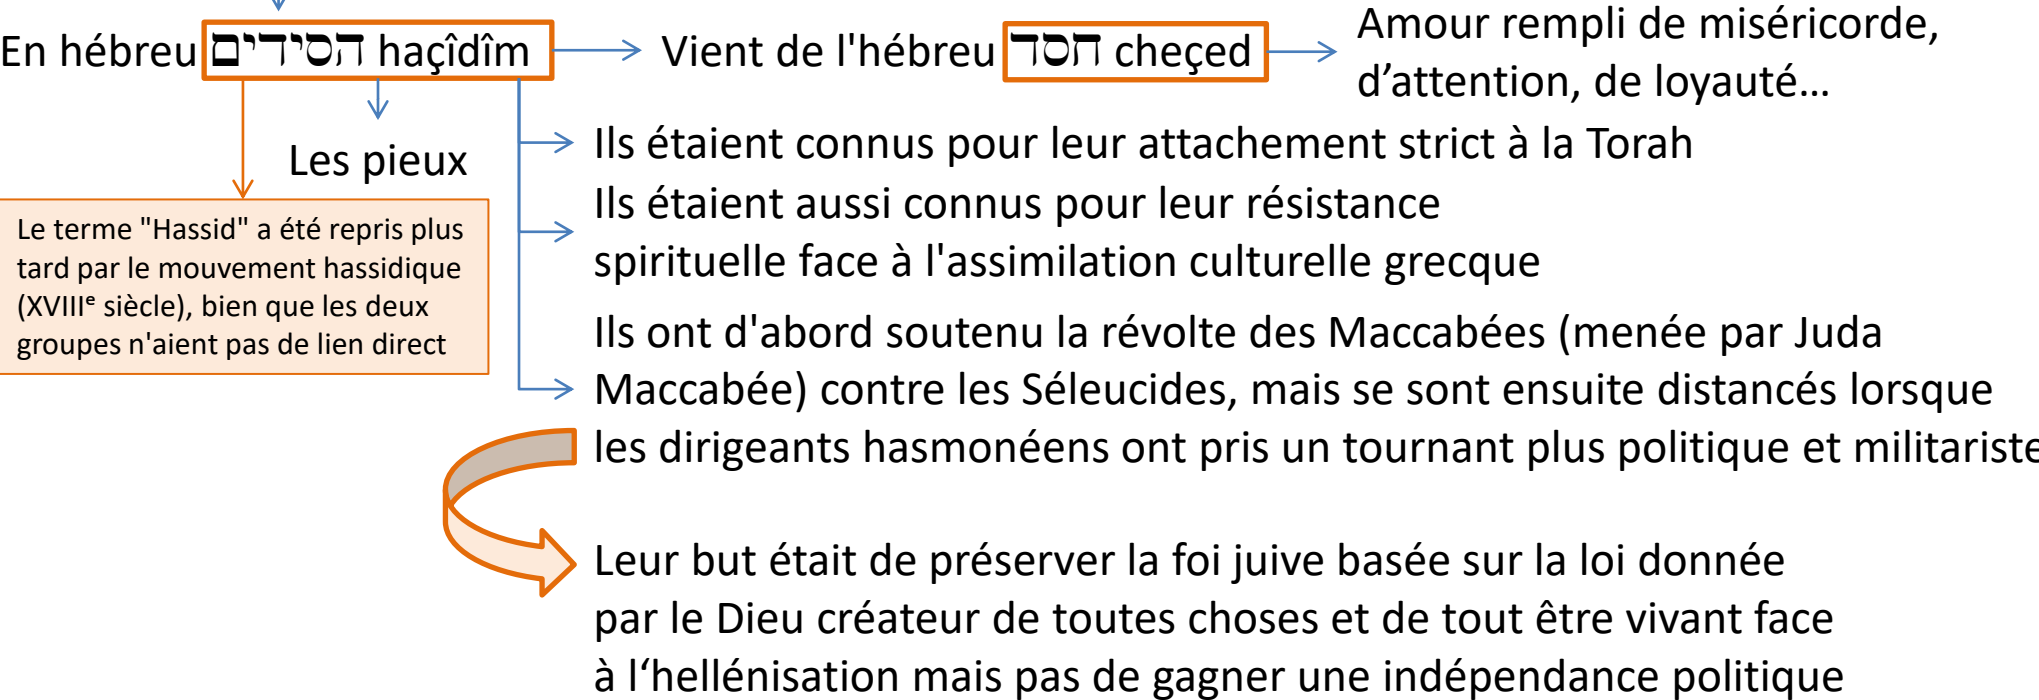 En hébreu הסידים haçîdîm
Vient de l'hébreu חסד cheçed
Amour rempli de miséricorde,
d’attention, de loyauté…
Les pieux
Le terme "Hassid" a été repris plus
tard par le mouvement hassidique
(XVIIIᵉ siècle), bien que les deux
groupes n'aient pas de lien direct
Ils étaient connus pour leur attachement strict à la Torah
Ils étaient aussi connus pour leur résistance
spirituelle face à l'assimilation culturelle grecque
Ils ont d'abord soutenu la révolte des Maccabées (menée par Juda
Maccabée) contre les Séleucides, mais se sont ensuite distancés lorsque
les dirigeants hasmonéens ont pris un tournant plus politique et militariste
Leur but était de préserver la foi juive basée sur la loi donnée
par le Dieu créateur de toutes choses et de tout être vivant face
à l‘hellénisation mais pas de gagner une indépendance politique